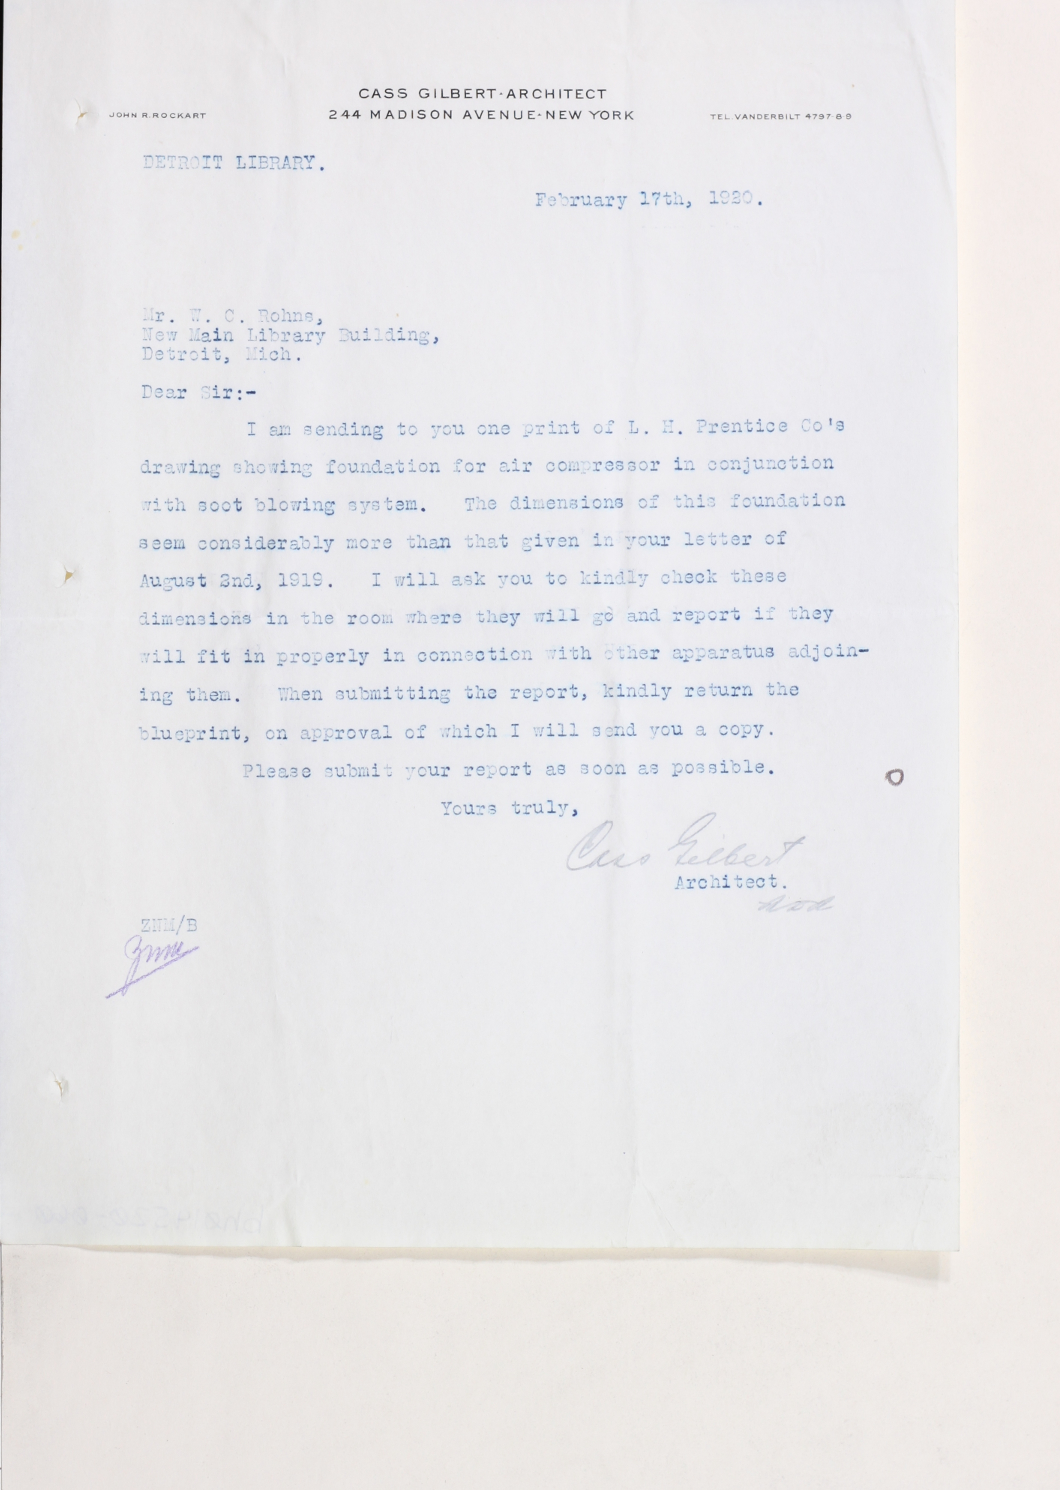 CASS GILBERT·ARCHITECT
JOHN R. ROCKART 244 MADISON AVENUE·NEW YORK TEL. VANDERBILT 4797-8-9
DETROIT LIBRARY.
February 17th, 1920.
Mr. W. C. Rohns,
New Main Library Building,
Detroit, Mich.
Dear Sir:-
I am sending to you one print of L. H. Prentice Co's
drawing showing foundation for air compressor in conjunction
with soot blowing system. The dimensions of this foundation
seem considerably more than that given in your letter of
August 2nd, 1919. I will ask you to kindly check these
dimensions in the room where they will go and report if they
will fit in properly in connection with other apparatus adjoin-
ing them. When submitting the report, kindly return the
blueprint, on approval of which I will send you a copy.
Please submit your report as soon as possible.
Yours truly,
Cass Gilbert
Architect.
ZNM/B